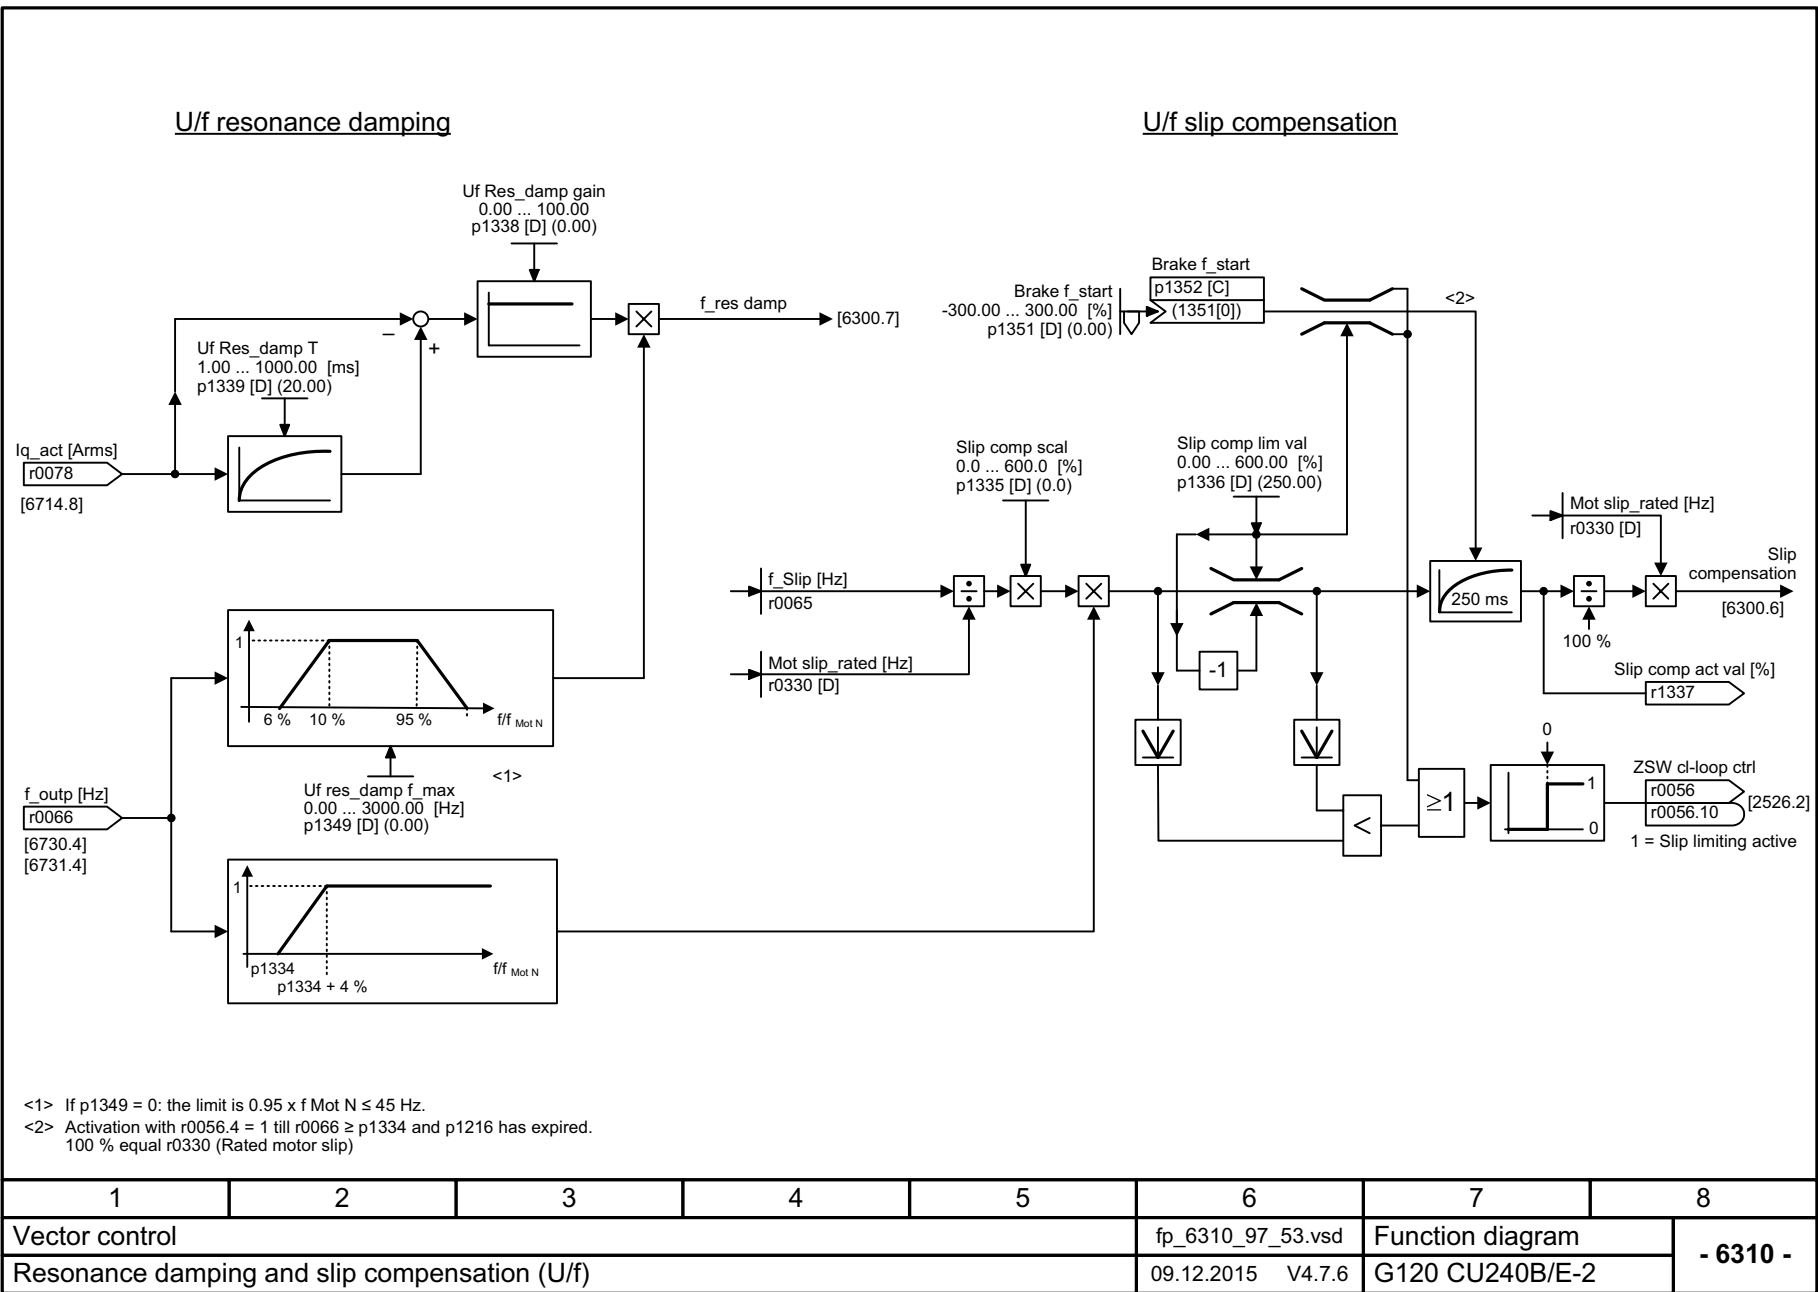 U/f resonance damping
U/f slip compensation
Uf Res_damp gain
0.00 ... 100.00
p1338 [D] (0.00)
f_res damp
[6300.7]
–
+
Uf Res_damp T
1.00 ... 1000.00 [ms]
p1339 [D] (20.00)
Iq_act [Arms]
r0078
[6714.8]
1
6 %
10 %
95 %
f/f Mot N
<1>
Uf res_damp f_max
0.00 ... 3000.00 [Hz]
p1349 [D] (0.00)
f_outp [Hz]
r0066
[6730.4]
[6731.4]
1
p1334
p1334 + 4 %
f/f Mot N
Brake f_start
-300.00 ... 300.00 [%]
p1351 [D] (0.00)
Brake f_start
p1352 [C]
(1351[0])
<2>
Slip comp scal
0.0 ... 600.0 [%]
p1335 [D] (0.0)
Slip comp lim val
0.00 ... 600.00 [%]
p1336 [D] (250.00)
f_Slip [Hz]
r0065
Mot slip_rated [Hz]
r0330 [D]
÷
×
×
-1
250 ms
÷
100 %
×
Mot slip_rated [Hz]
r0330 [D]
Slip
compensation
[6300.6]
Slip comp act val [%]
r1337
<
≥1
0
1
0
ZSW cl-loop ctrl
r0056
r0056.10
[2526.2]
1 = Slip limiting active
<1> If p1349 = 0: the limit is 0.95 x f Mot N ≤ 45 Hz.
<2> Activation with r0056.4 = 1 till r0066 ≥ p1334 and p1216 has expired.
100 % equal r0330 (Rated motor slip)
1 2 3 4 5 6 7 8
Vector control
fp_6310_97_53.vsd
Function diagram
- 6310 -
Resonance damping and slip compensation (U/f)
09.12.2015 V4.7.6
G120 CU240B/E-2